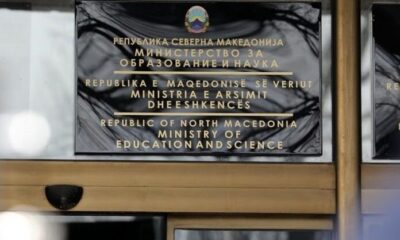 РЕПУБЛИКА СЕВЕРНА МАКЕДОНИЈА
МИНИСТЕРСТВО ЗА
ОБРАЗОВАНИЕ И НАУКА
REPUBLIKA E MAQEDONISË SË VERIUT
MINISTRIA E ARSIMIT
DHE E SHKENCËS
REPUBLIC OF NORTH MACEDONIA
MINISTRY OF
EDUCATION AND SCIENCE